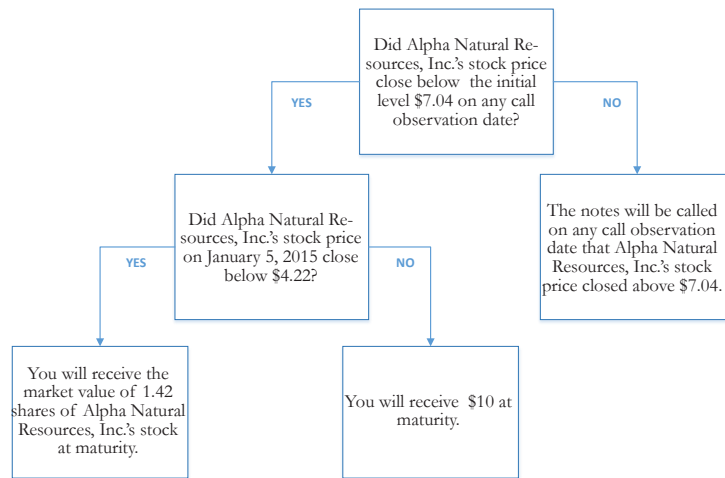 Did Alpha Natural Re-
sources, Inc.'s stock price
close below the initial
level $7.04 on any call
observation date?
YES
NO
Did Alpha Natural Re-
sources, Inc.'s stock price
on January 5, 2015 close
below $4.22?
The notes will be called
on any call observation
date that Alpha Natural
Resources, Inc.'s stock
price closed above $7.04.
YES
NO
You will receive the
market value of 1.42
shares of Alpha Natural
Resources, Inc.'s stock
at maturity.
You will receive $10 at
maturity.